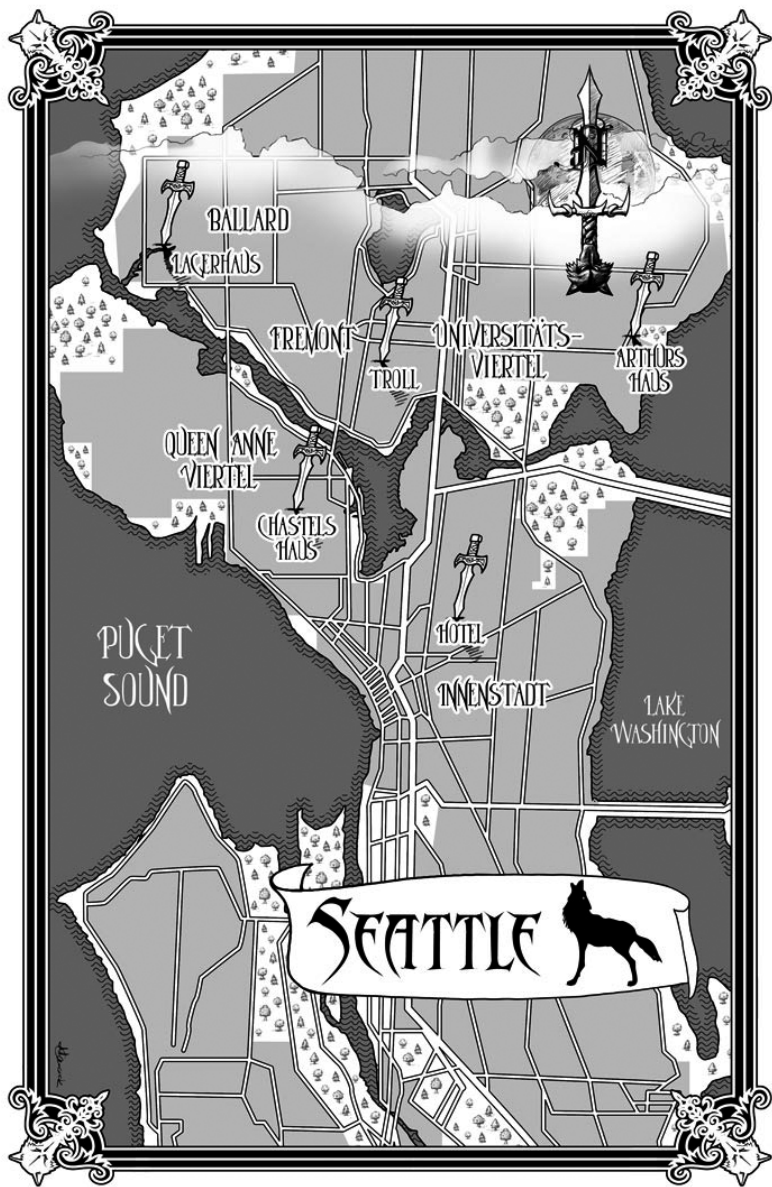 N
BALLARD
LAGERHAUS
FREMONT
UNIVERSITÄTS-
VIERTEL
TROLL
ARTHURS
HAUS
QUEEN ANNE
VIERTEL
CHASTELS
HAUS
HOTEL
PUGET
SOUND
INNENSTADT
LAKE
WASHINGTON
SEATTLE